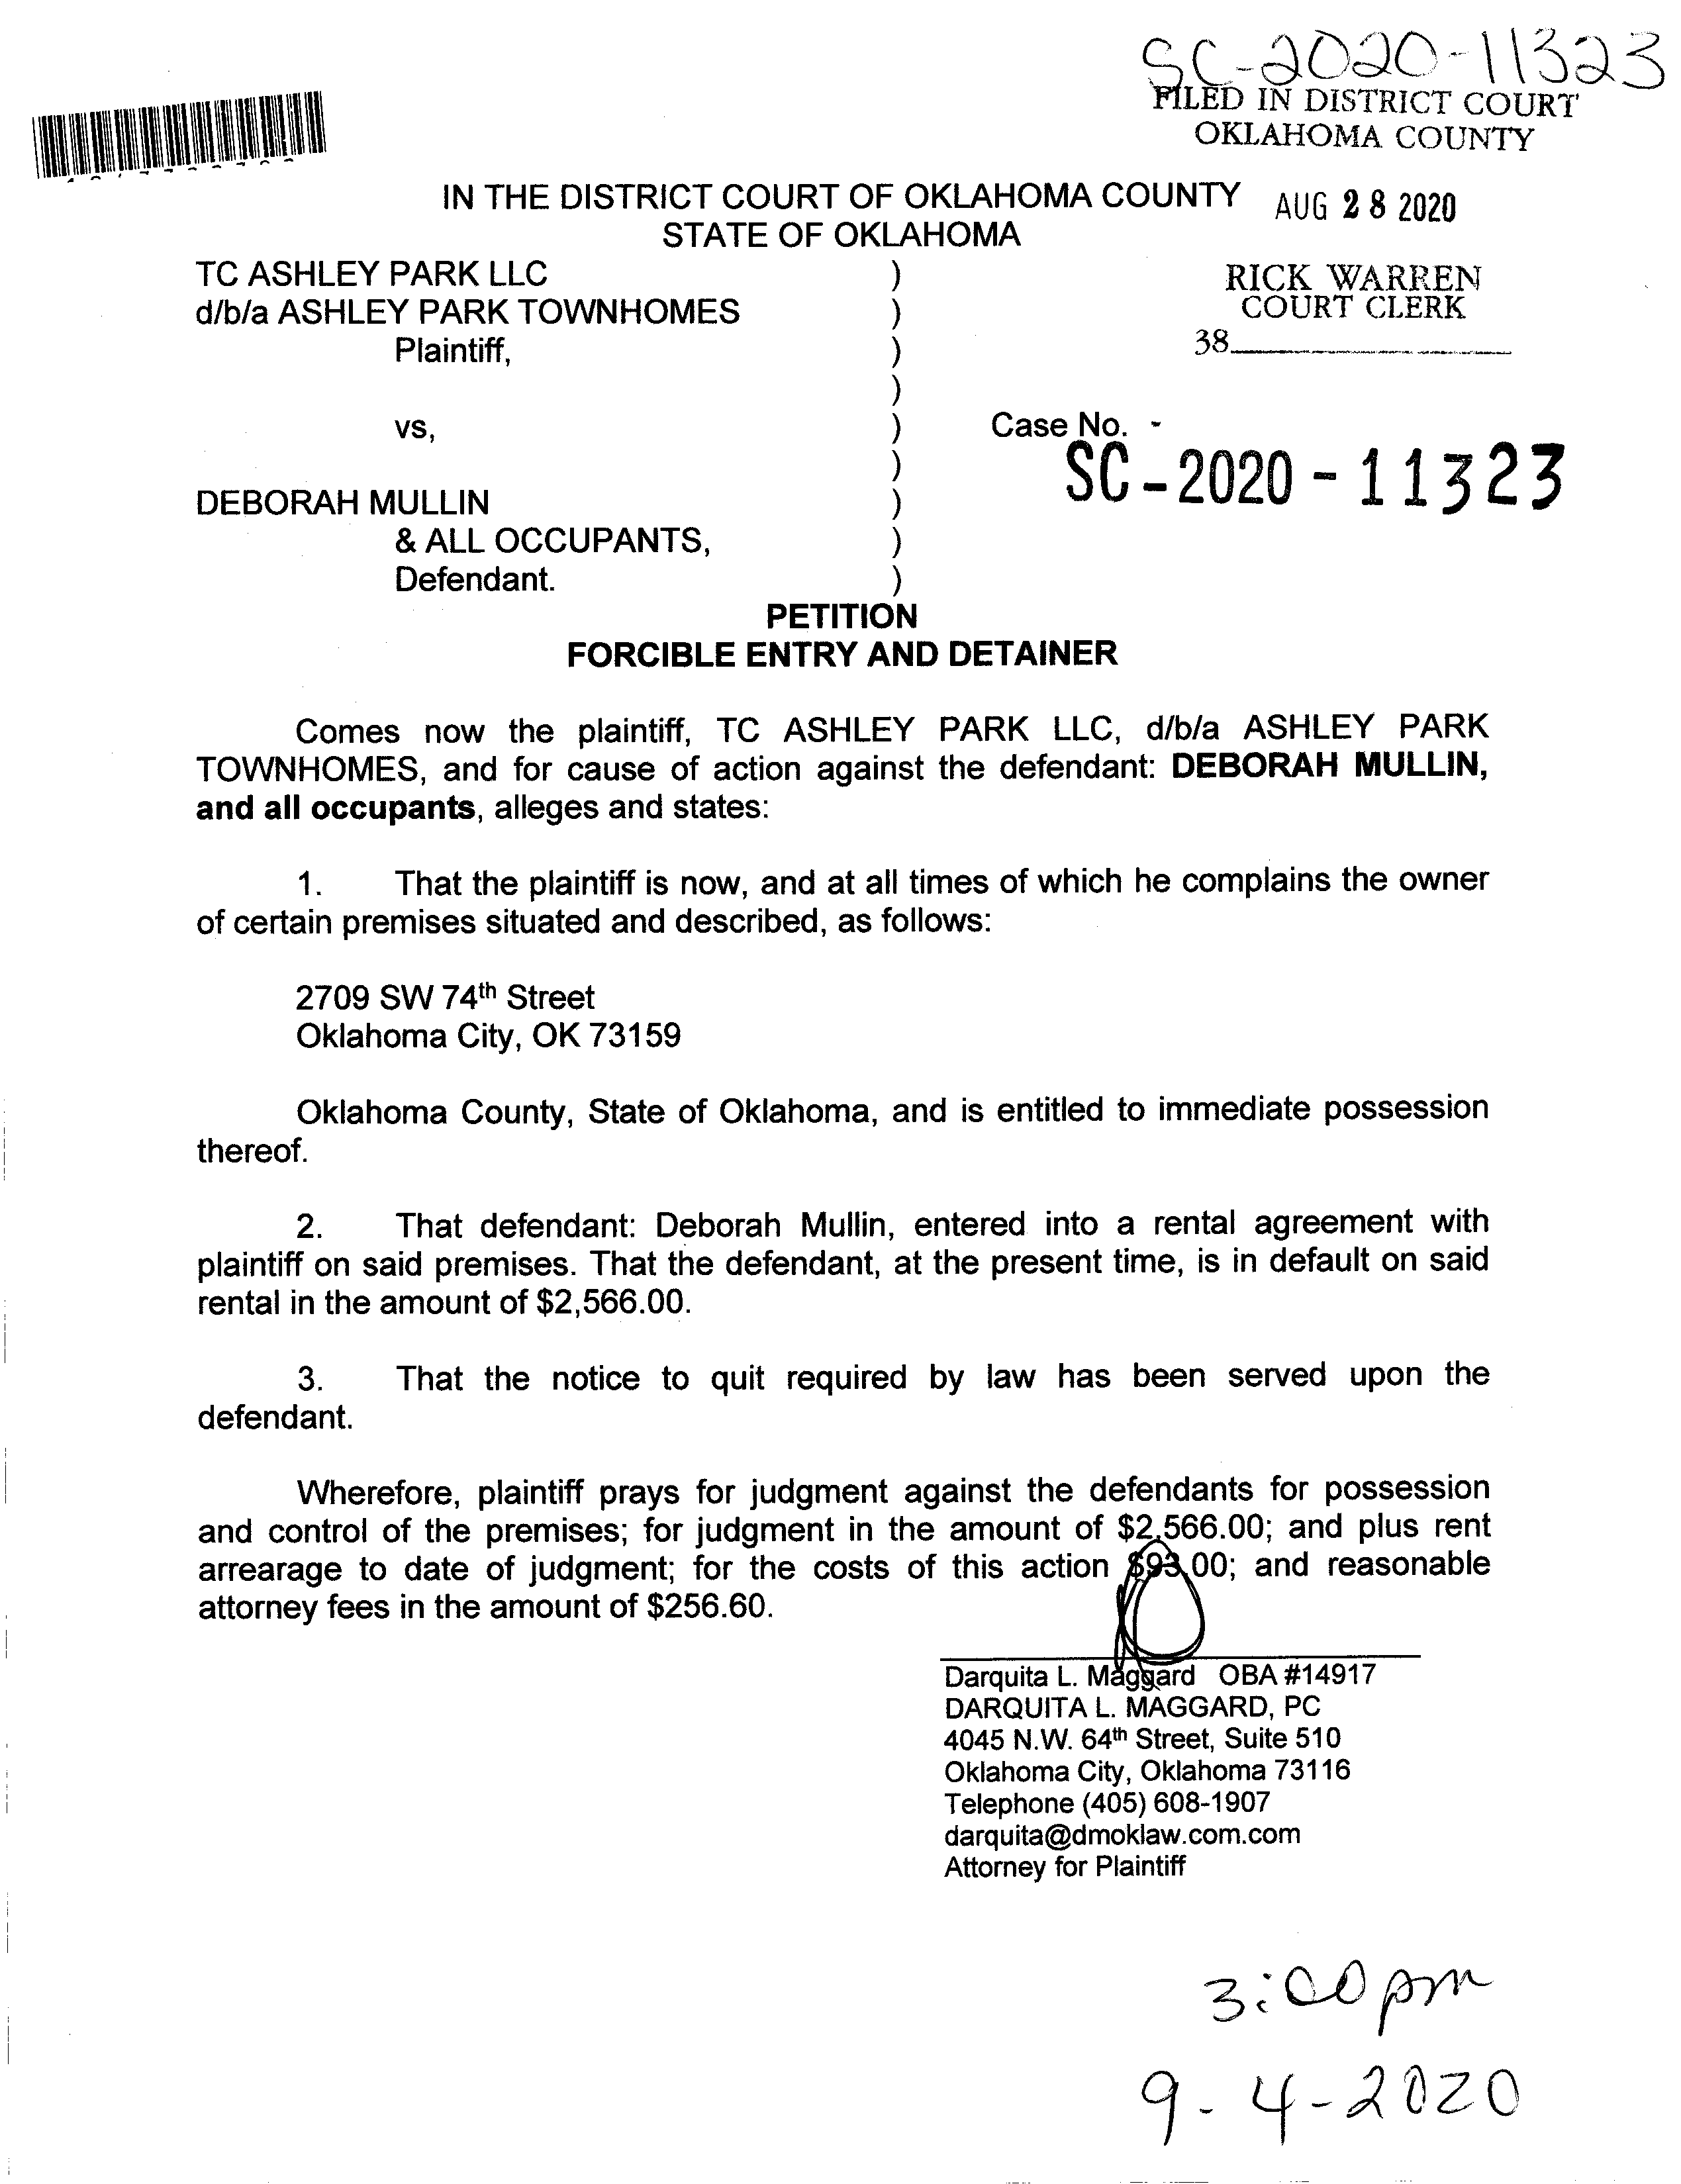 SC-2020-11323
FILED IN DISTRICT COURT
OKLAHOMA COUNTY
IN THE DISTRICT COURT OF OKLAHOMA COUNTY
AUG 28 2020
STATE OF OKLAHOMA
TC ASHLEY PARK LLC )
d/b/a ASHLEY PARK TOWNHOMES )
Plaintiff, )
)
vs, )
)
DEBORAH MULLIN )
& ALL OCCUPANTS, )
Defendant. )
RICK WARREN
COURT CLERK
38
Case No. -
SC-2020-11323
PETITION
FORCIBLE ENTRY AND DETAINER
Comes now the plaintiff, TC ASHLEY PARK LLC, d/b/a ASHLEY PARK
TOWNHOMES, and for cause of action against the defendant: DEBORAH MULLIN,
and all occupants, alleges and states:
1. That the plaintiff is now, and at all times of which he complains the owner
of certain premises situated and described, as follows:
2709 SW 74th Street
Oklahoma City, OK 73159
Oklahoma County, State of Oklahoma, and is entitled to immediate possession
thereof.
2. That defendant: Deborah Mullin, entered into a rental agreement with
plaintiff on said premises. That the defendant, at the present time, is in default on said
rental in the amount of $2,566.00.
3. That the notice to quit required by law has been served upon the
defendant.
Wherefore, plaintiff prays for judgment against the defendants for possession
and control of the premises; for judgment in the amount of $2,566.00; and plus rent
arrearage to date of judgment; for the costs of this action $93.00; and reasonable
attorney fees in the amount of $256.60.
Darquita L. Maggard OBA #14917
DARQUITA L. MAGGARD, PC
4045 N.W. 64th Street, Suite 510
Oklahoma City, Oklahoma 73116
Telephone (405) 608-1907
darquita@dmoklaw.com.com
Attorney for Plaintiff
3:00pm
9-4-2020